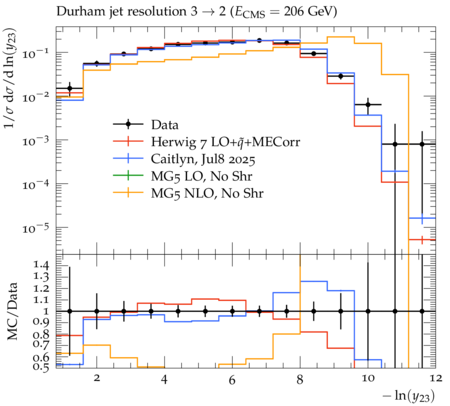 Durham jet resolution 3 → 2 (E_CMS = 206 GeV)
1/σ dσ/d ln(y_23)
10^−1
10^−2
10^−3
10^−4
10^−5
Data
Herwig 7 LO+q̃+MECorr
Caitlyn, Jul8 2025
MG5 LO, No Shr
MG5 NLO, No Shr
MC/Data
1.4
1.3
1.2
1.1
1
0.9
0.8
0.7
0.6
0.5
2 4 6 8 10 12
− ln(y_23)